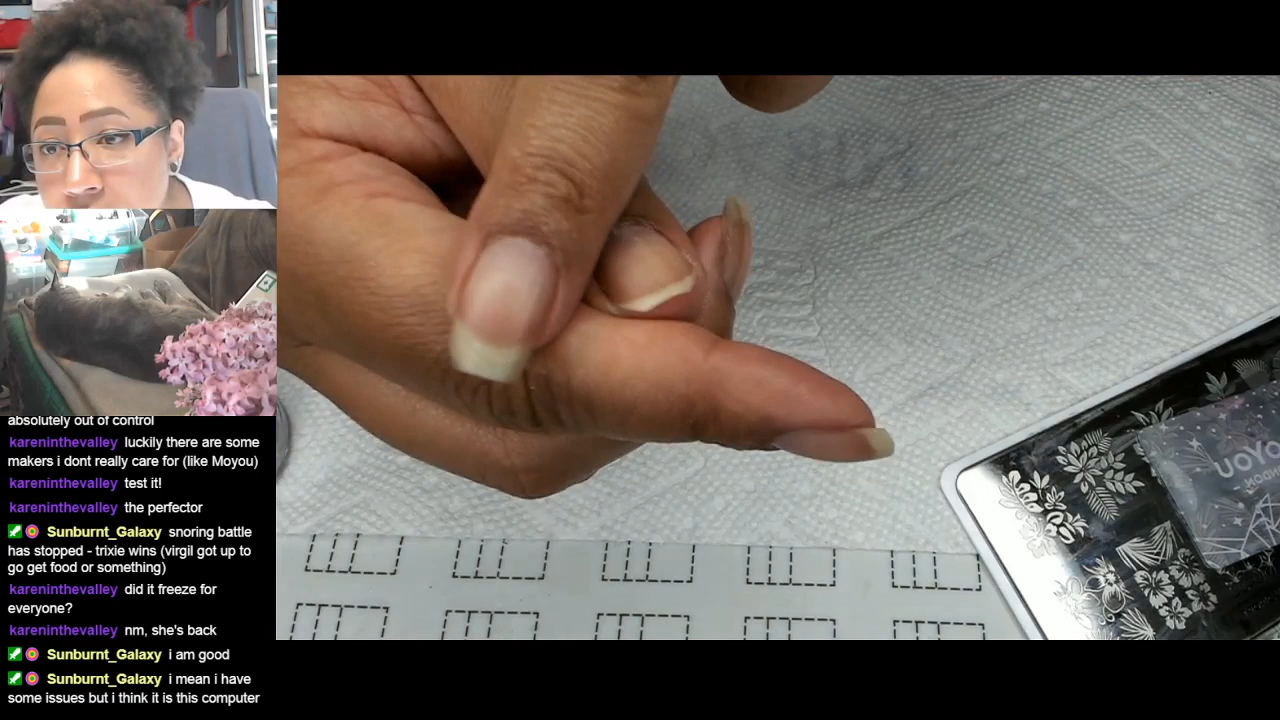 absolutely out of control
kareninthevalley luckily there are some
makers i dont really care for (like Moyou)
kareninthevalley test it!
kareninthevalley the perfector
Sunburnt_Galaxy snoring battle
has stopped - trixie wins (virgil got up to
go get food or something)
kareninthevalley did it freeze for
everyone?
kareninthevalley nm, she's back
Sunburnt_Galaxy i am good
Sunburnt_Galaxy i mean i have
some issues but i think it is this computer